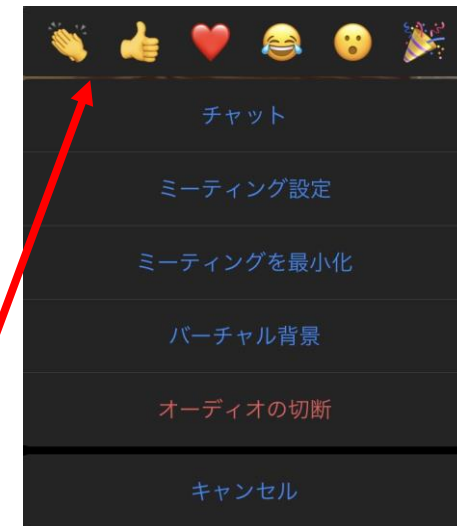 チャット
ミーティング設定
ミーティングを最小化
バーチャル背景
オーディオの切断
キャンセル